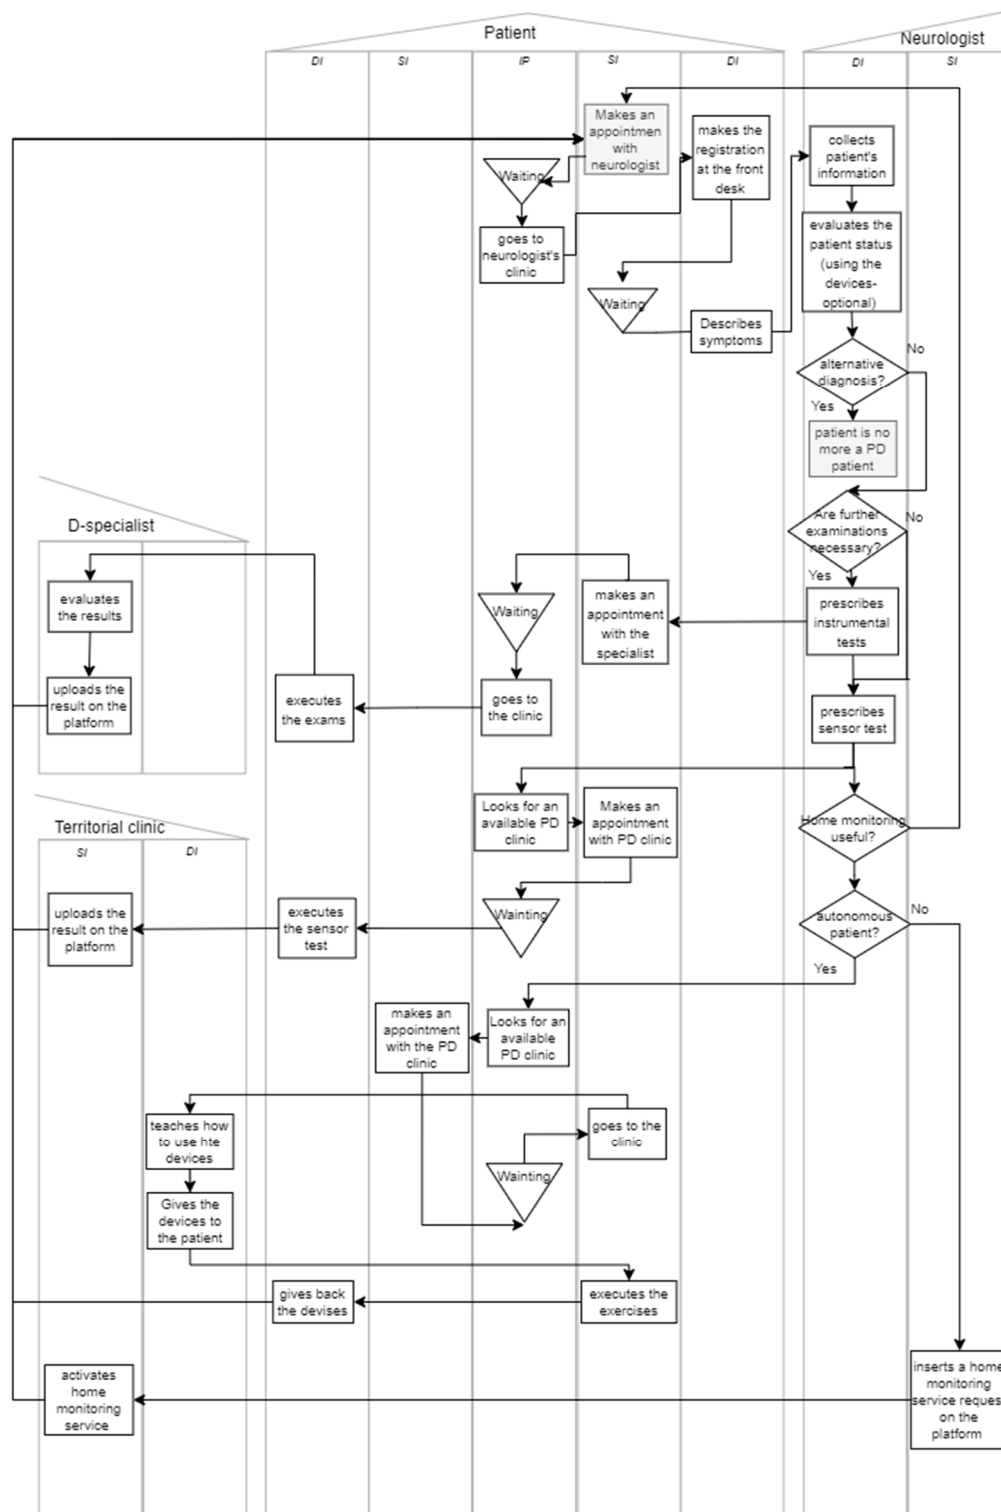 Patient
Neurologist
DI
SI
IP
SI
DI
DI
SI
Makes an
appointmen
with
neurologist
makes the
registration
at the front
desk
collects
patient's
information
Waiting
goes to
neurologist's
clinic
evaluates the
patient status
(using the
devices-
optional)
Waiting
Describes
symptoms
alternative
diagnosis?
No
Yes
patient is no
more a PD
patient
D-specialist
Are further
examinations
necessary?
No
Yes
evaluates
the results
Waiting
makes an
appointment
with the
specialist
prescribes
instrumental
tests
uploads the
result on the
platform
executes
the exams
goes to
the clinic
prescribes
sensor test
Territorial clinic
SI
DI
Looks for an
available PD
clinic
Makes an
appointment
with PD clinic
Home monitoring
useful?
uploads the
result on the
platform
executes
the sensor
test
Wainting
autonomous
patient?
No
Yes
makes an
appointment
with the PD
clinic
Looks for an
available
PD clinic
teaches how
to use hte
devices
goes to the
clinic
Wainting
Gives the
devices to
the patient
gives back
the devises
executes the
exercises
activates
home
monitoring
service
inserts a home
monitoring
service reques
on the
platform